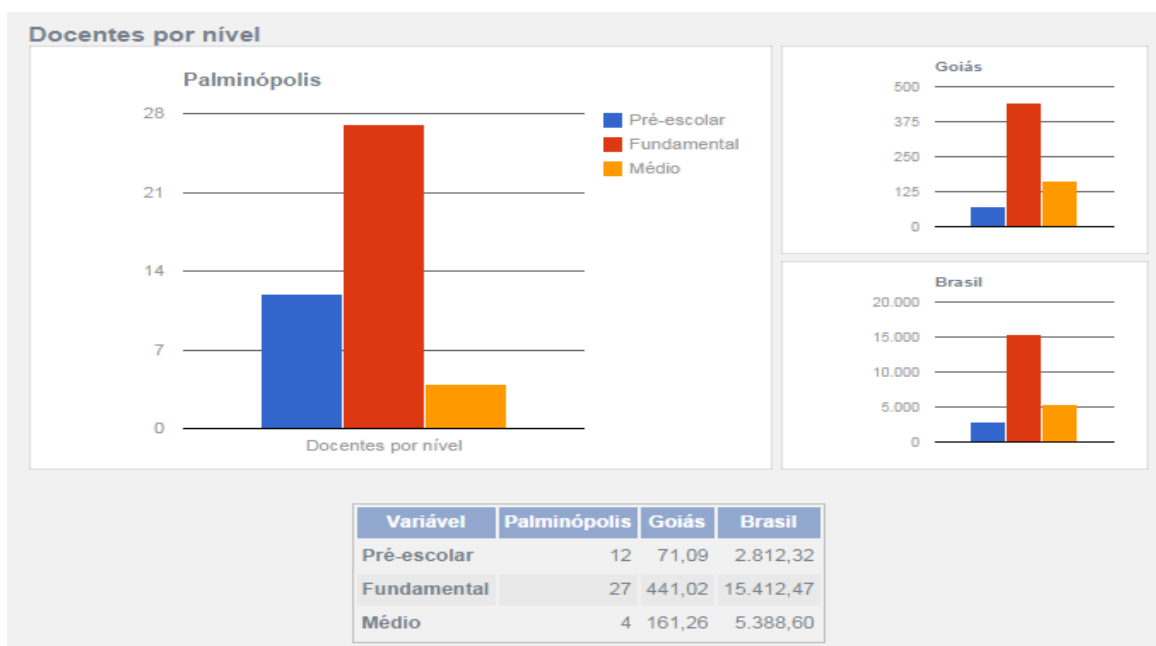 Docentes por nível
Palminópolis
28
21
14
7
0
Docentes por nível
Pré-escolar
Fundamental
Médio
Goiás
500
375
250
125
0
Brasil
20.000
15.000
10.000
5.000
0
Variável Palminópolis Goiás Brasil
Pré-escolar 12 71,09 2.812,32
Fundamental 27 441,02 15.412,47
Médio 4 161,26 5.388,60